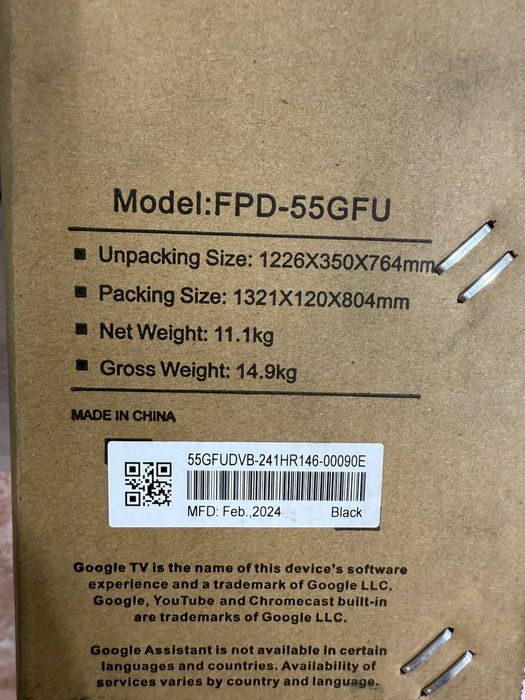 Model:FPD-55GFU
Unpacking Size: 1226X350X764mm
Packing Size: 1321X120X804mm
Net Weight: 11.1kg
Gross Weight: 14.9kg
MADE IN CHINA
55GFUDVB-241HR146-00090E
MFD: Feb.,2024 Black
Google TV is the name of this device's software
experience and a trademark of Google LLC.
Google, YouTube and Chromecast built-in
are trademarks of Google LLC.
Google Assistant is not available in certain
languages and countries. Availability of
services varies by country and language.